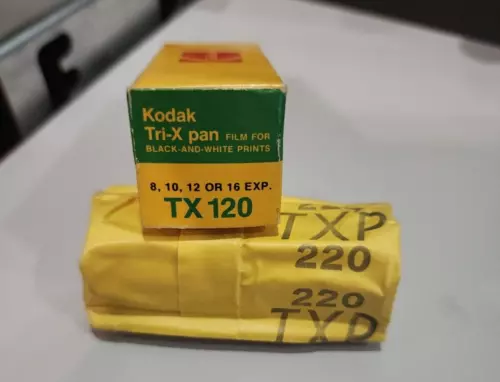 Kodak
Tri-X pan FILM FOR
BLACK-AND-WHITE PRINTS
8, 10, 12 OR 16 EXP.
TX 120
220
TXP
220
220
TXP